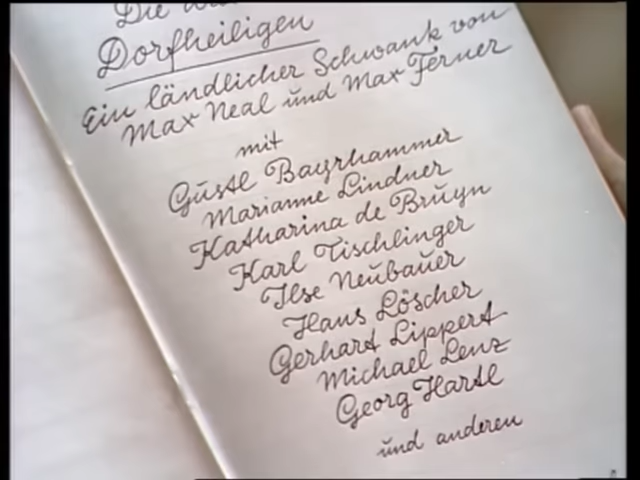 Die
Dorfheiligen
Ein ländlicher Schwank von
Max Neal und Max Ferner
mit
Gustl Bayrhammer
Marianne Lindner
Katharina de Bruyn
Karl Tischlinger
Ilse Neubauer
Hans Löscher
Gerhart Lippert
Michael Lenz
Georg Hartl
und anderen